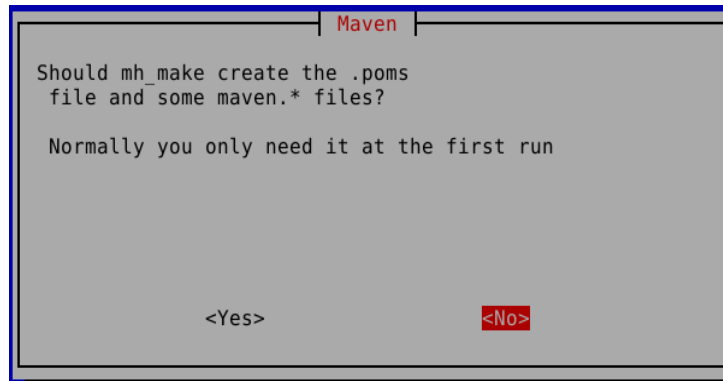 Maven
Should mh_make create the .poms
file and some maven.* files?
Normally you only need it at the first run
<Yes> <No>